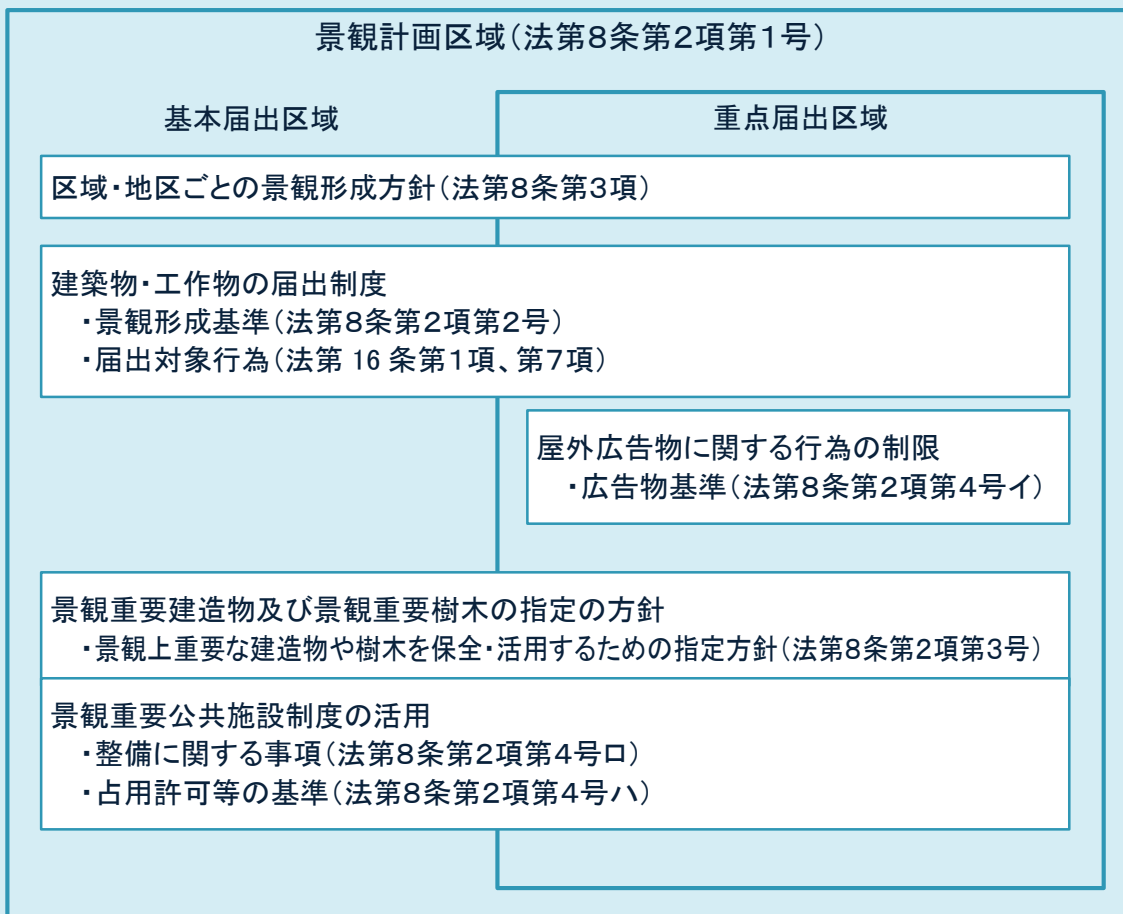 景観計画区域（法第８条第２項第１号）
基本届出区域
重点届出区域
区域・地区ごとの景観形成方針（法第８条第３項）
建築物・工作物の届出制度
・景観形成基準（法第８条第２項第２号）
・届出対象行為（法第 16 条第１項、第７項）
屋外広告物に関する行為の制限
・広告物基準（法第８条第２項第４号イ）
景観重要建造物及び景観重要樹木の指定の方針
・景観上重要な建造物や樹木を保全・活用するための指定方針（法第８条第２項第３号）
景観重要公共施設制度の活用
・整備に関する事項（法第８条第２項第４号ロ）
・占用許可等の基準（法第８条第２項第４号ハ）